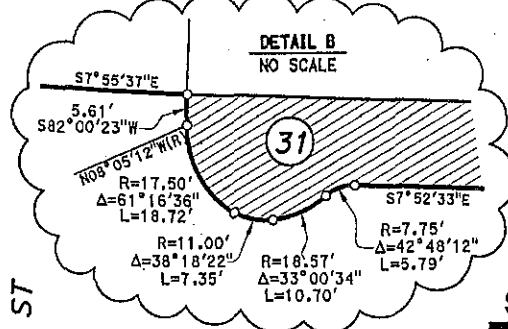 DETAIL B
NO SCALE
S7°55'37"E
5.61'
S82°00'23"W
N08°05'12"W(R)
31
R=17.50'
Δ=61°16'36"
L=18.72'
S7°52'33"E
R=11.00'
Δ=38°18'22"
L=7.35'
R=18.57'
Δ=33°00'34"
L=10.70'
R=7.75'
Δ=42°48'12"
L=5.79'
ST